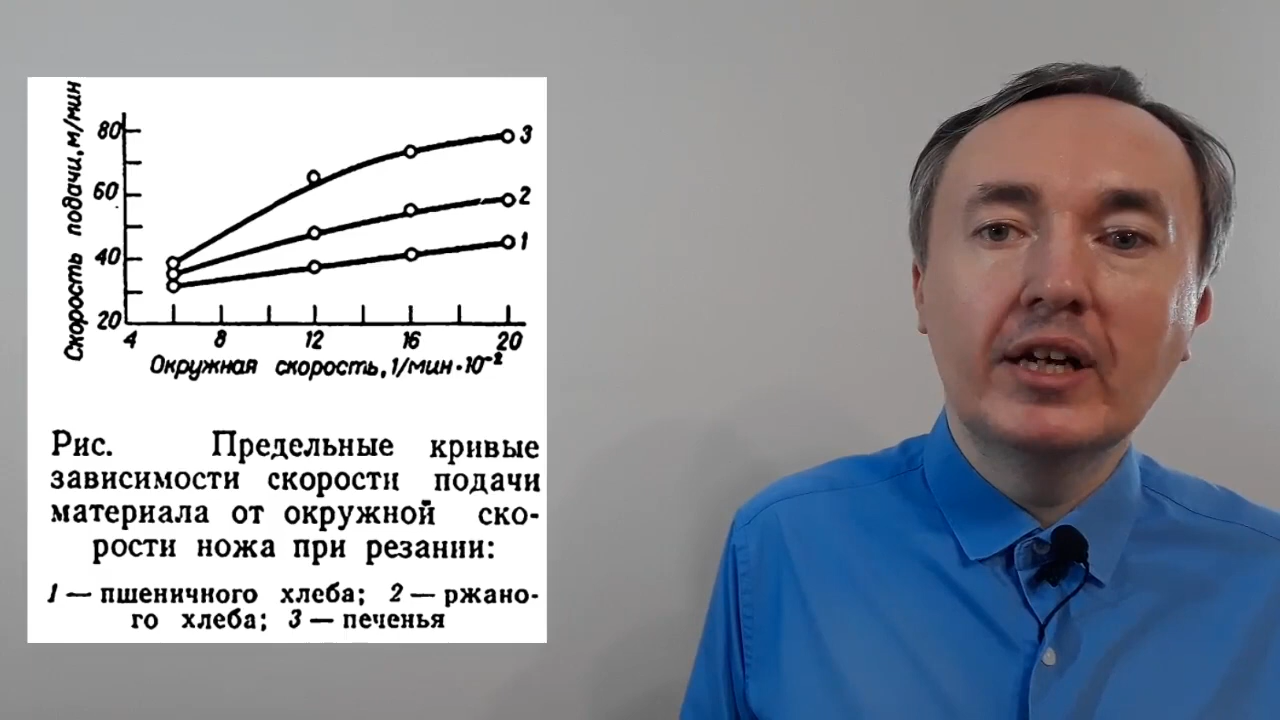 Скорость подачи, м/мин
80
60
40
20
3
2
1
4 8 12 16 20
Окружная скорость, 1/мин·10⁻²
Рис. Предельные кривые
зависимости скорости подачи
материала от окружной ско-
рости ножа при резании:
1 — пшеничного хлеба; 2 — ржано-
го хлеба; 3 — печенья